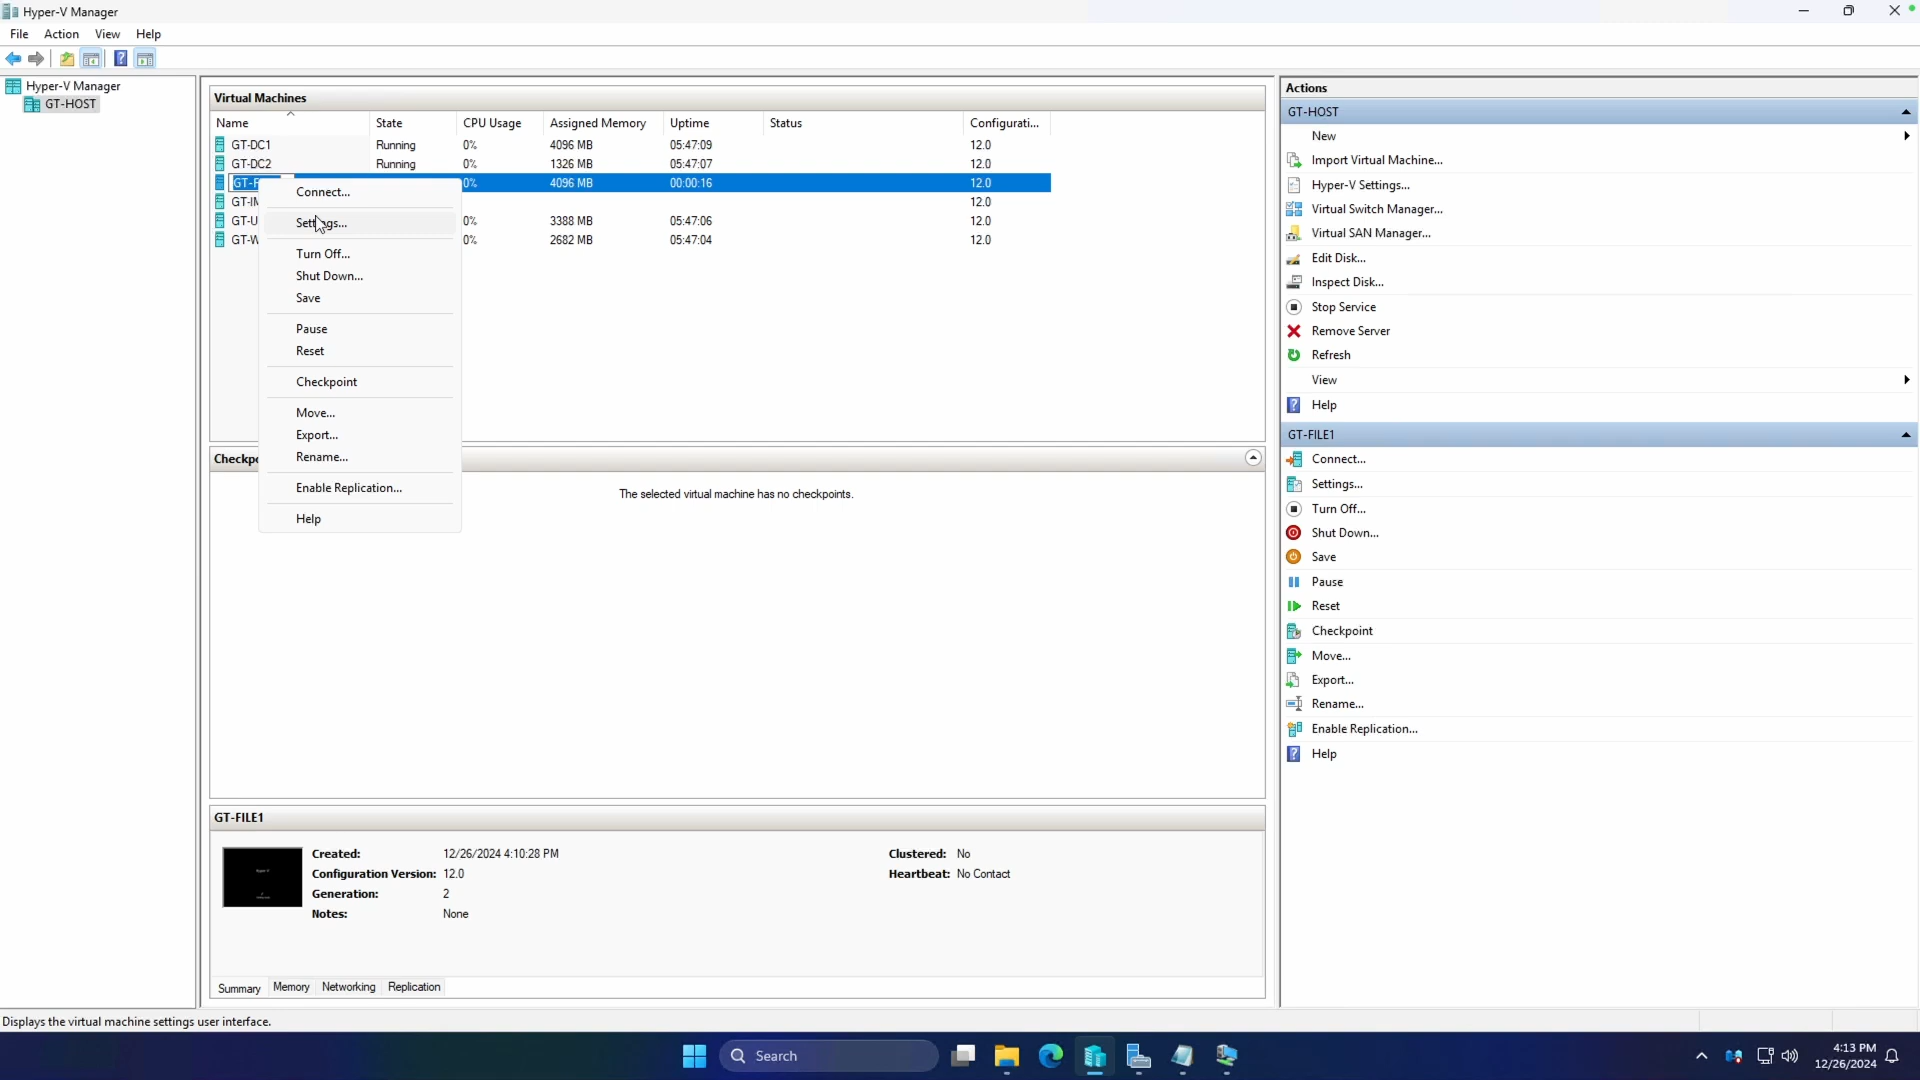 Hyper-V Manager
File Action View Help
Hyper-V Manager
GT-HOST
Virtual Machines
Name State CPU Usage Assigned Memory Uptime Status Configurati...
GT-DC1 Running 0% 4096 MB 05:47:09 12.0
GT-DC2 Running 0% 1326 MB 05:47:07 12.0
GT-F 0% 4096 MB 00:00:16 12.0
GT-IM 12.0
GT-U 0% 3388 MB 05:47:06 12.0
GT-W 0% 2682 MB 05:47:04 12.0
Connect...
Settings...
Turn Off...
Shut Down...
Save
Pause
Reset
Checkpoint
Move...
Export...
Rename...
Enable Replication...
Help
Checkpo
The selected virtual machine has no checkpoints.
GT-FILE1
Created: 12/26/2024 4:10:28 PM Clustered: No
Configuration Version: 12.0 Heartbeat: No Contact
Generation: 2
Notes: None
Summary Memory Networking Replication
Actions
GT-HOST
New
Import Virtual Machine...
Hyper-V Settings...
Virtual Switch Manager...
Virtual SAN Manager...
Edit Disk...
Inspect Disk...
Stop Service
Remove Server
Refresh
View
Help
GT-FILE1
Connect...
Settings...
Turn Off...
Shut Down...
Save
Pause
Reset
Checkpoint
Move...
Export...
Rename...
Enable Replication...
Help
Displays the virtual machine settings user interface.
Search
4:13 PM
12/26/2024